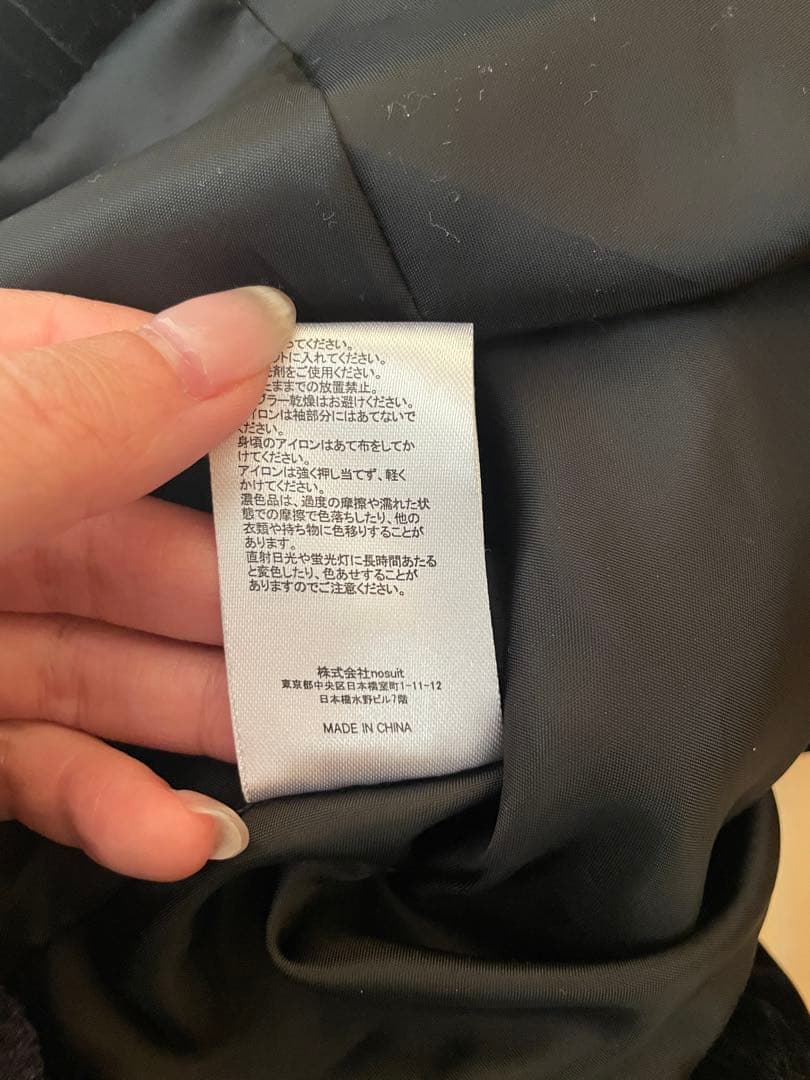 ってください。
ットに入れてください。
剤をご使用ください。
たままでの放置禁止。
ブラー乾燥はお避けください。
イロンは袖部分にはあてないで
ください。
身頃のアイロンはあて布をしてか
けてください。
アイロンは強く押し当てず、軽く
かけてください。
濃色品は、過度の摩擦や濡れた状
態での摩擦で色落ちしたり、他の
衣類や持ち物に色移りすることが
あります。
直射日光や蛍光灯に長時間あたる
と変色したり、色あせすることが
ありますのでご注意ください。
株式会社nosuit
東京都中央区日本橋室町1-11-12
日本橋水野ビル7階
MADE IN CHINA